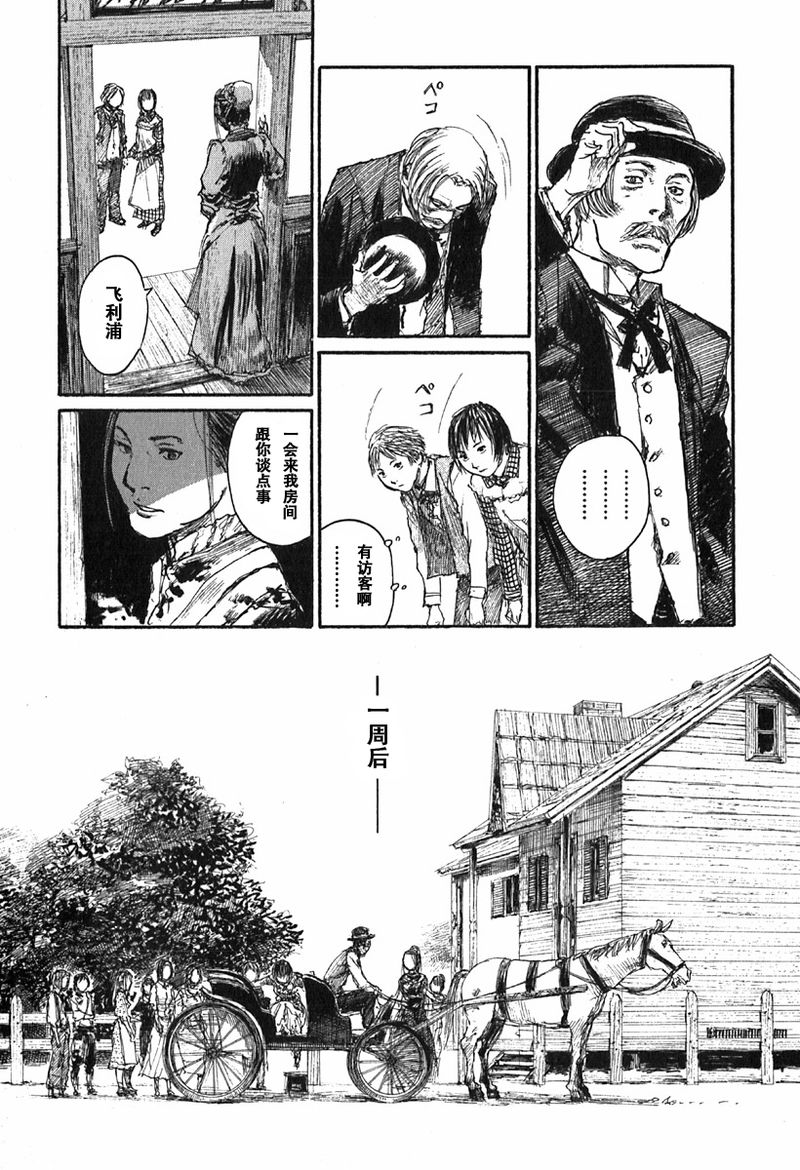 ………
………
ペコ
ペコ
有访客啊
…………
飞利浦
一会来我房间
跟你谈点事
— 一周后 —